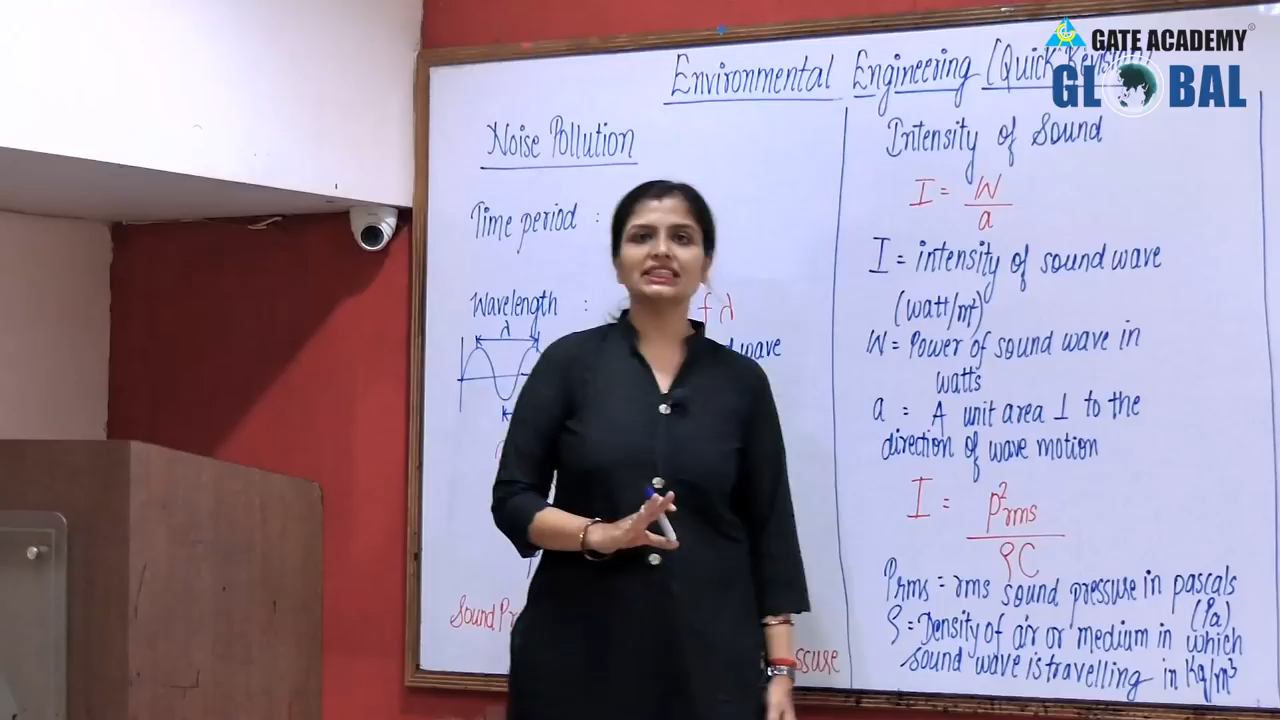 GATE ACADEMY
GLOBAL
Environmental Engineering (Quick Revision)
Noise Pollution
Time period :
Wavelength :
f λ
λ
d wave
Sound Pr
ssure
Intensity of Sound
I = W / a
I = intensity of sound wave
(watt/m²)
W = Power of sound wave in
watts
a = A unit area ⊥ to the
direction of wave motion
I = P²rms / ρC
Prms = rms sound pressure in pascals
(Pa)
ρ = Density of air or medium in which
sound wave is travelling in Kg/m³